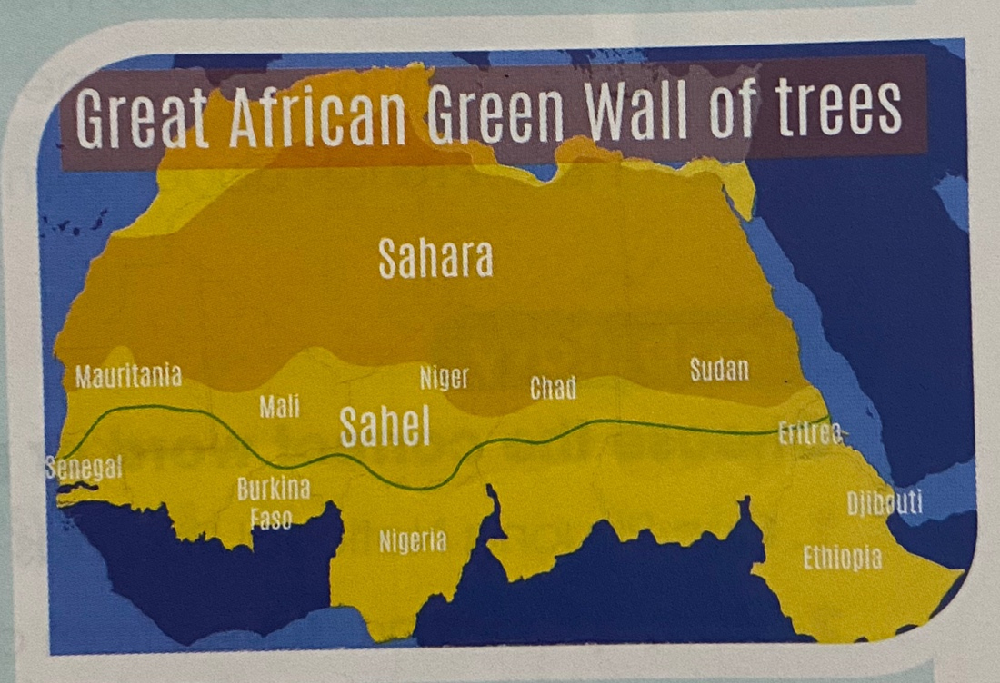 Great African Green Wall of trees
Sahara
Mauritania
Niger
Chad
Sudan
Mali
Sahel
Eritrea
Senegal
Burkina
Faso
Djibouti
Nigeria
Ethiopia